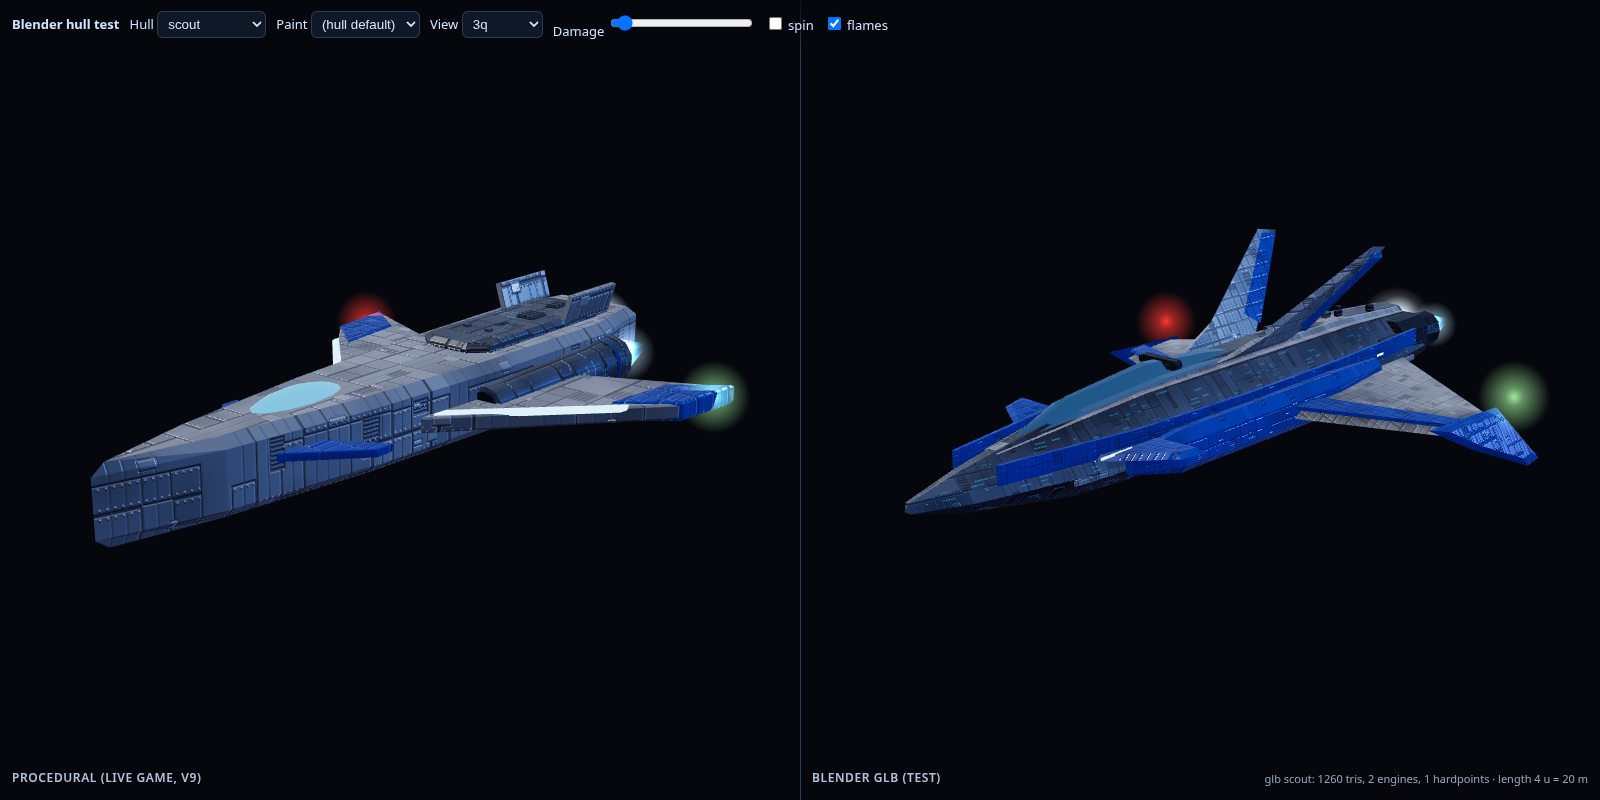 Blender hull test Hull scout Paint (hull default) View 3q Damage spin flames
PROCEDURAL (LIVE GAME, V9)
BLENDER GLB (TEST)
glb scout: 1260 tris, 2 engines, 1 hardpoints · length 4 u = 20 m